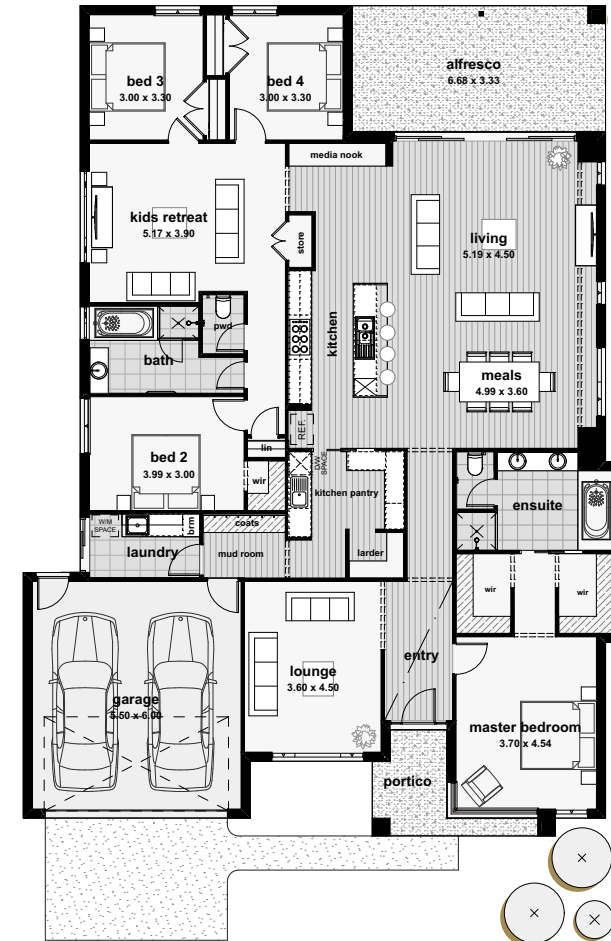 bed 3
3.00 x 3.30
bed 4
3.00 x 3.30
alfresco
6.68 x 3.33
media nook
kids retreat
5.17 x 3.90
store
living
5.19 x 4.50
pwd
kitchen
bath
meals
4.99 x 3.60
REF.
lin
bed 2
3.99 x 3.00
wir
D/W
SPACE
kitchen pantry
ensuite
W/M
SPACE
brm
coats
laundry
mud room
larder
wir
wir
lounge
3.60 x 4.50
entry
garage
5.50 x 6.00
master bedroom
3.70 x 4.54
portico